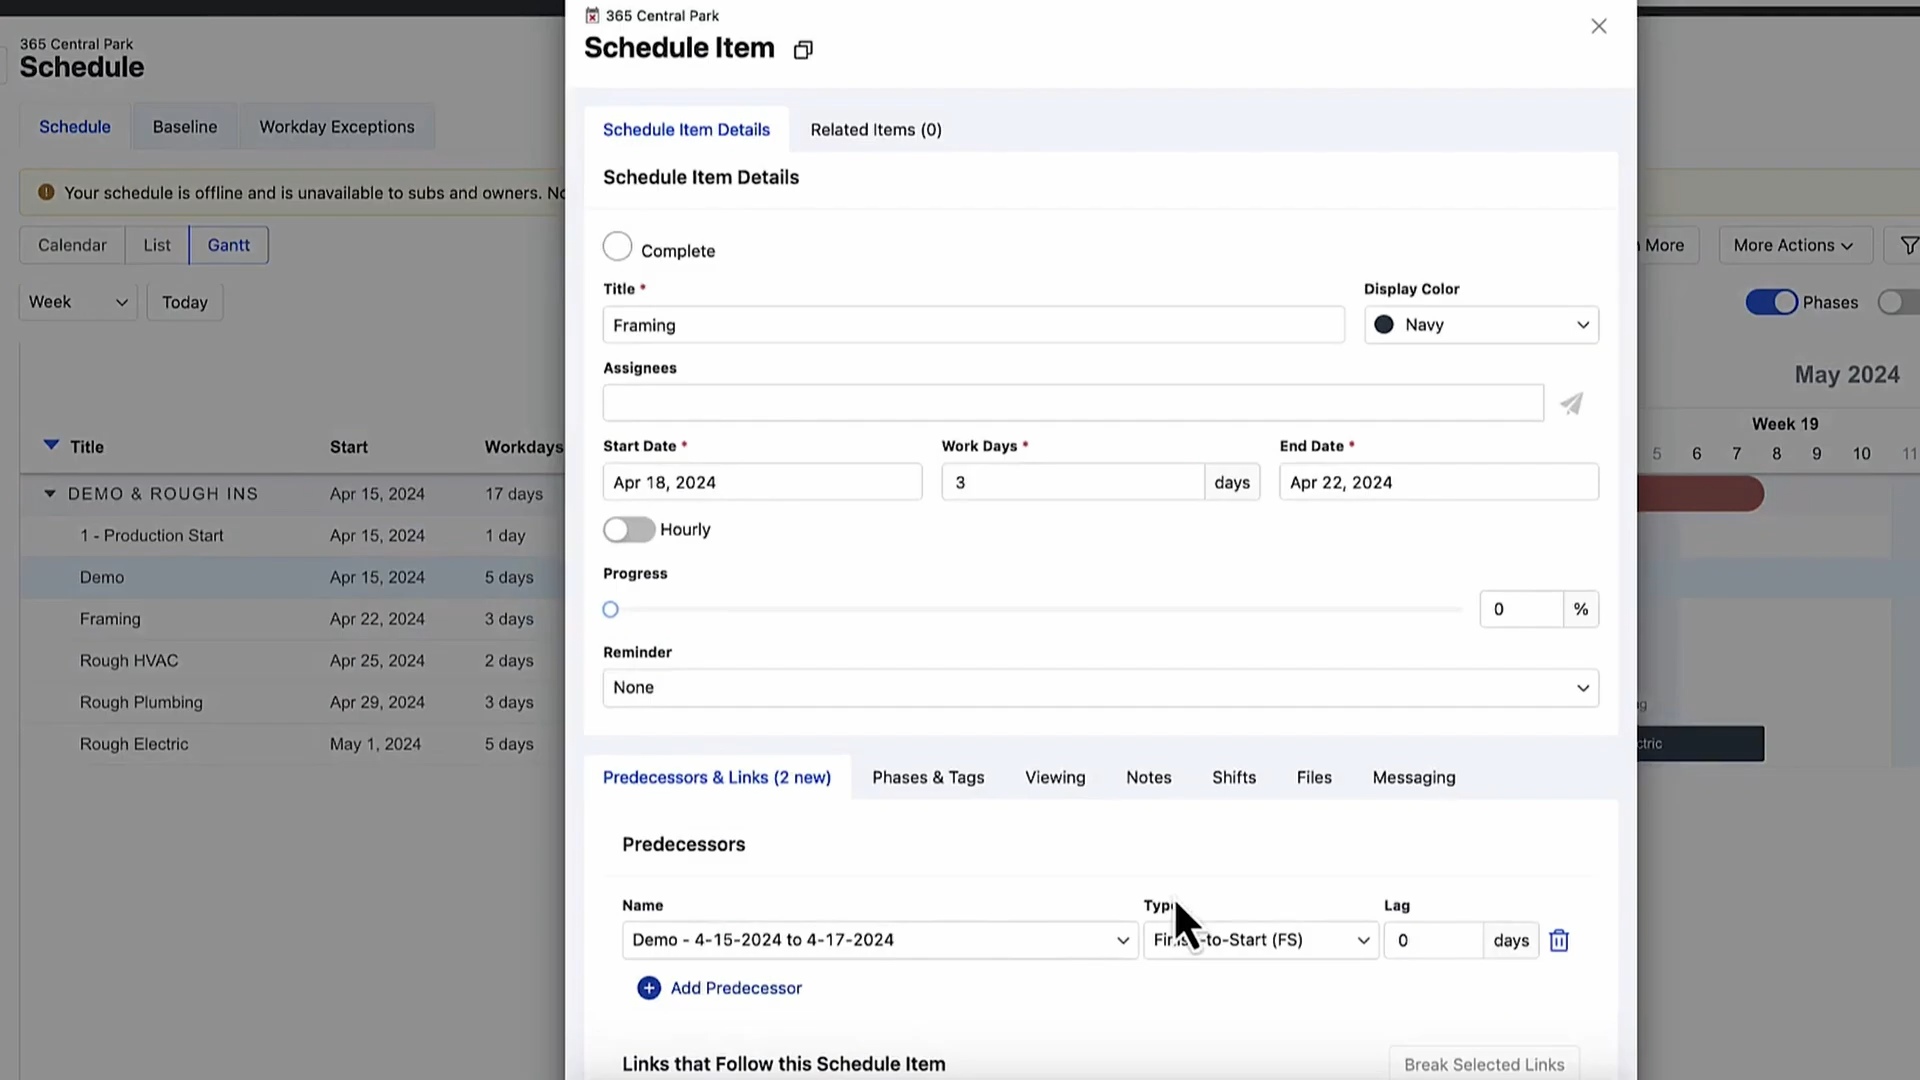 365 Central Park
Schedule
Schedule
Baseline
Workday Exceptions
Your schedule is offline and is unavailable to subs and owners.
Calendar
List
Gantt
Week
Today
Title
Start
Workdays
DEMO & ROUGH INS
Apr 15, 2024
17 days
1 - Production Start
Apr 15, 2024
1 day
Demo
Apr 15, 2024
5 days
Framing
Apr 22, 2024
3 days
Rough HVAC
Apr 25, 2024
2 days
Rough Plumbing
Apr 29, 2024
3 days
Rough Electric
May 1, 2024
5 days
365 Central Park
Schedule Item
Schedule Item Details
Related Items (0)
Schedule Item Details
Complete
Title *
Display Color
Framing
Navy
Assignees
Start Date *
Work Days *
End Date *
Apr 18, 2024
3
days
Apr 22, 2024
Hourly
Progress
0
%
Reminder
None
Predecessors & Links (2 new)
Phases & Tags
Viewing
Notes
Shifts
Files
Messaging
Predecessors
Name
Type
Lag
Demo - 4-15-2024 to 4-17-2024
Finish-to-Start (FS)
0
days
Add Predecessor
Links that Follow this Schedule Item
Break Selected Links
More
More Actions
Phases
May 2024
Week 19
5 6 7 8 9 10 11